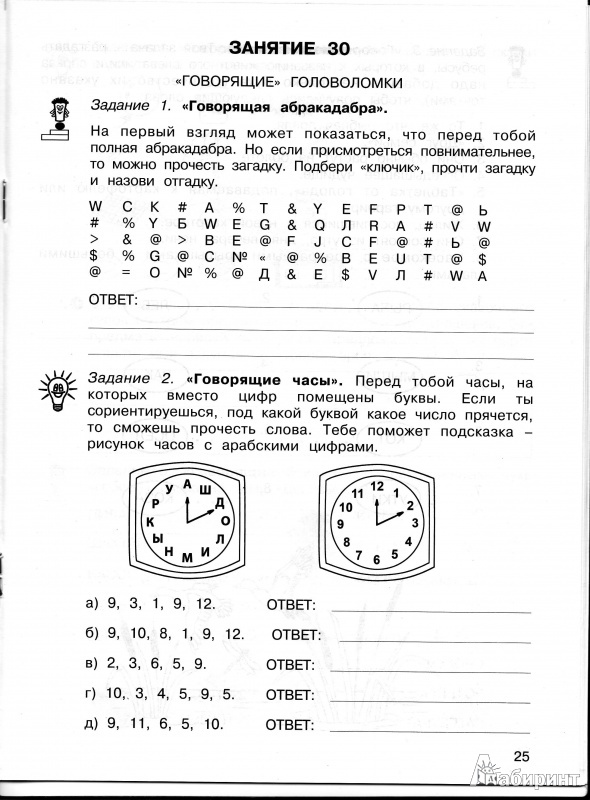 ЗАНЯТИЕ 30
«ГОВОРЯЩИЕ» ГОЛОВОЛОМКИ
Задание 1. «Говорящая абракадабра».
На первый взгляд может показаться, что перед тобой
полная абракадабра. Но если присмотреться повнимательнее,
то можно прочесть загадку. Подбери «ключик», прочти загадку
и назови отгадку.
W С К # А % Т & Y Е F Р Т @ Ь
# % Y Б W Е G & Q Л R А # V W
> & @ > В Е @ F J С F @ # Ь @
$ % G @ С № « @ % В Е U Т @ $
@ = О № % @ Д & Е $ V Л # W А
ОТВЕТ:
Задание 2. «Говорящие часы». Перед тобой часы, на
которых вместо цифр помещены буквы. Если ты
сориентируешься, под какой буквой какое число прячется,
то сможешь прочесть слова. Тебе поможет подсказка –
рисунок часов с арабскими цифрами.
А Ш Д О Л И М Н Ы К Р У
12 1 2 3 4 5 6 7 8 9 10 11
а) 9, 3, 1, 9, 12. ОТВЕТ:
б) 9, 10, 8, 1, 9, 12. ОТВЕТ:
в) 2, 3, 6, 5, 9. ОТВЕТ:
г) 10, 3, 4, 5, 9, 5. ОТВЕТ:
д) 9, 11, 6, 5, 10. ОТВЕТ:
25
Лабиринт